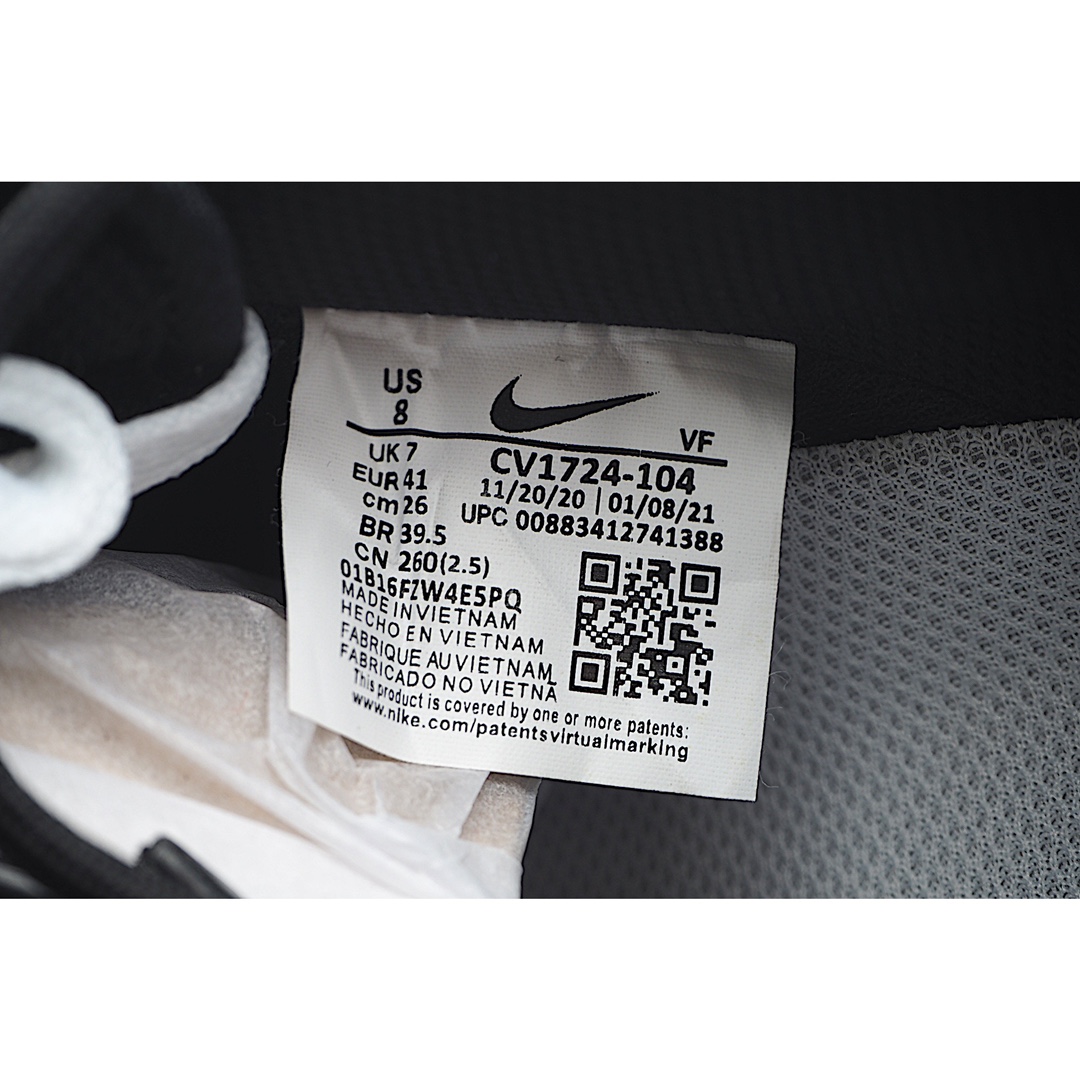 US
8
VF
UK 7
EUR 41
cm 26
BR 39.5
CN 260(2.5)
CV1724-104
11/20/20 | 01/08/21
UPC 00883412741388
01B16FZW4E5PQ
MADE IN VIETNAM
HECHO EN VIETNAM
FABRIQUE AU VIETNAM
FABRICADO NO VIETNÃ
This product is covered by one or more patents:
www.nike.com/patentsvirtualmarking